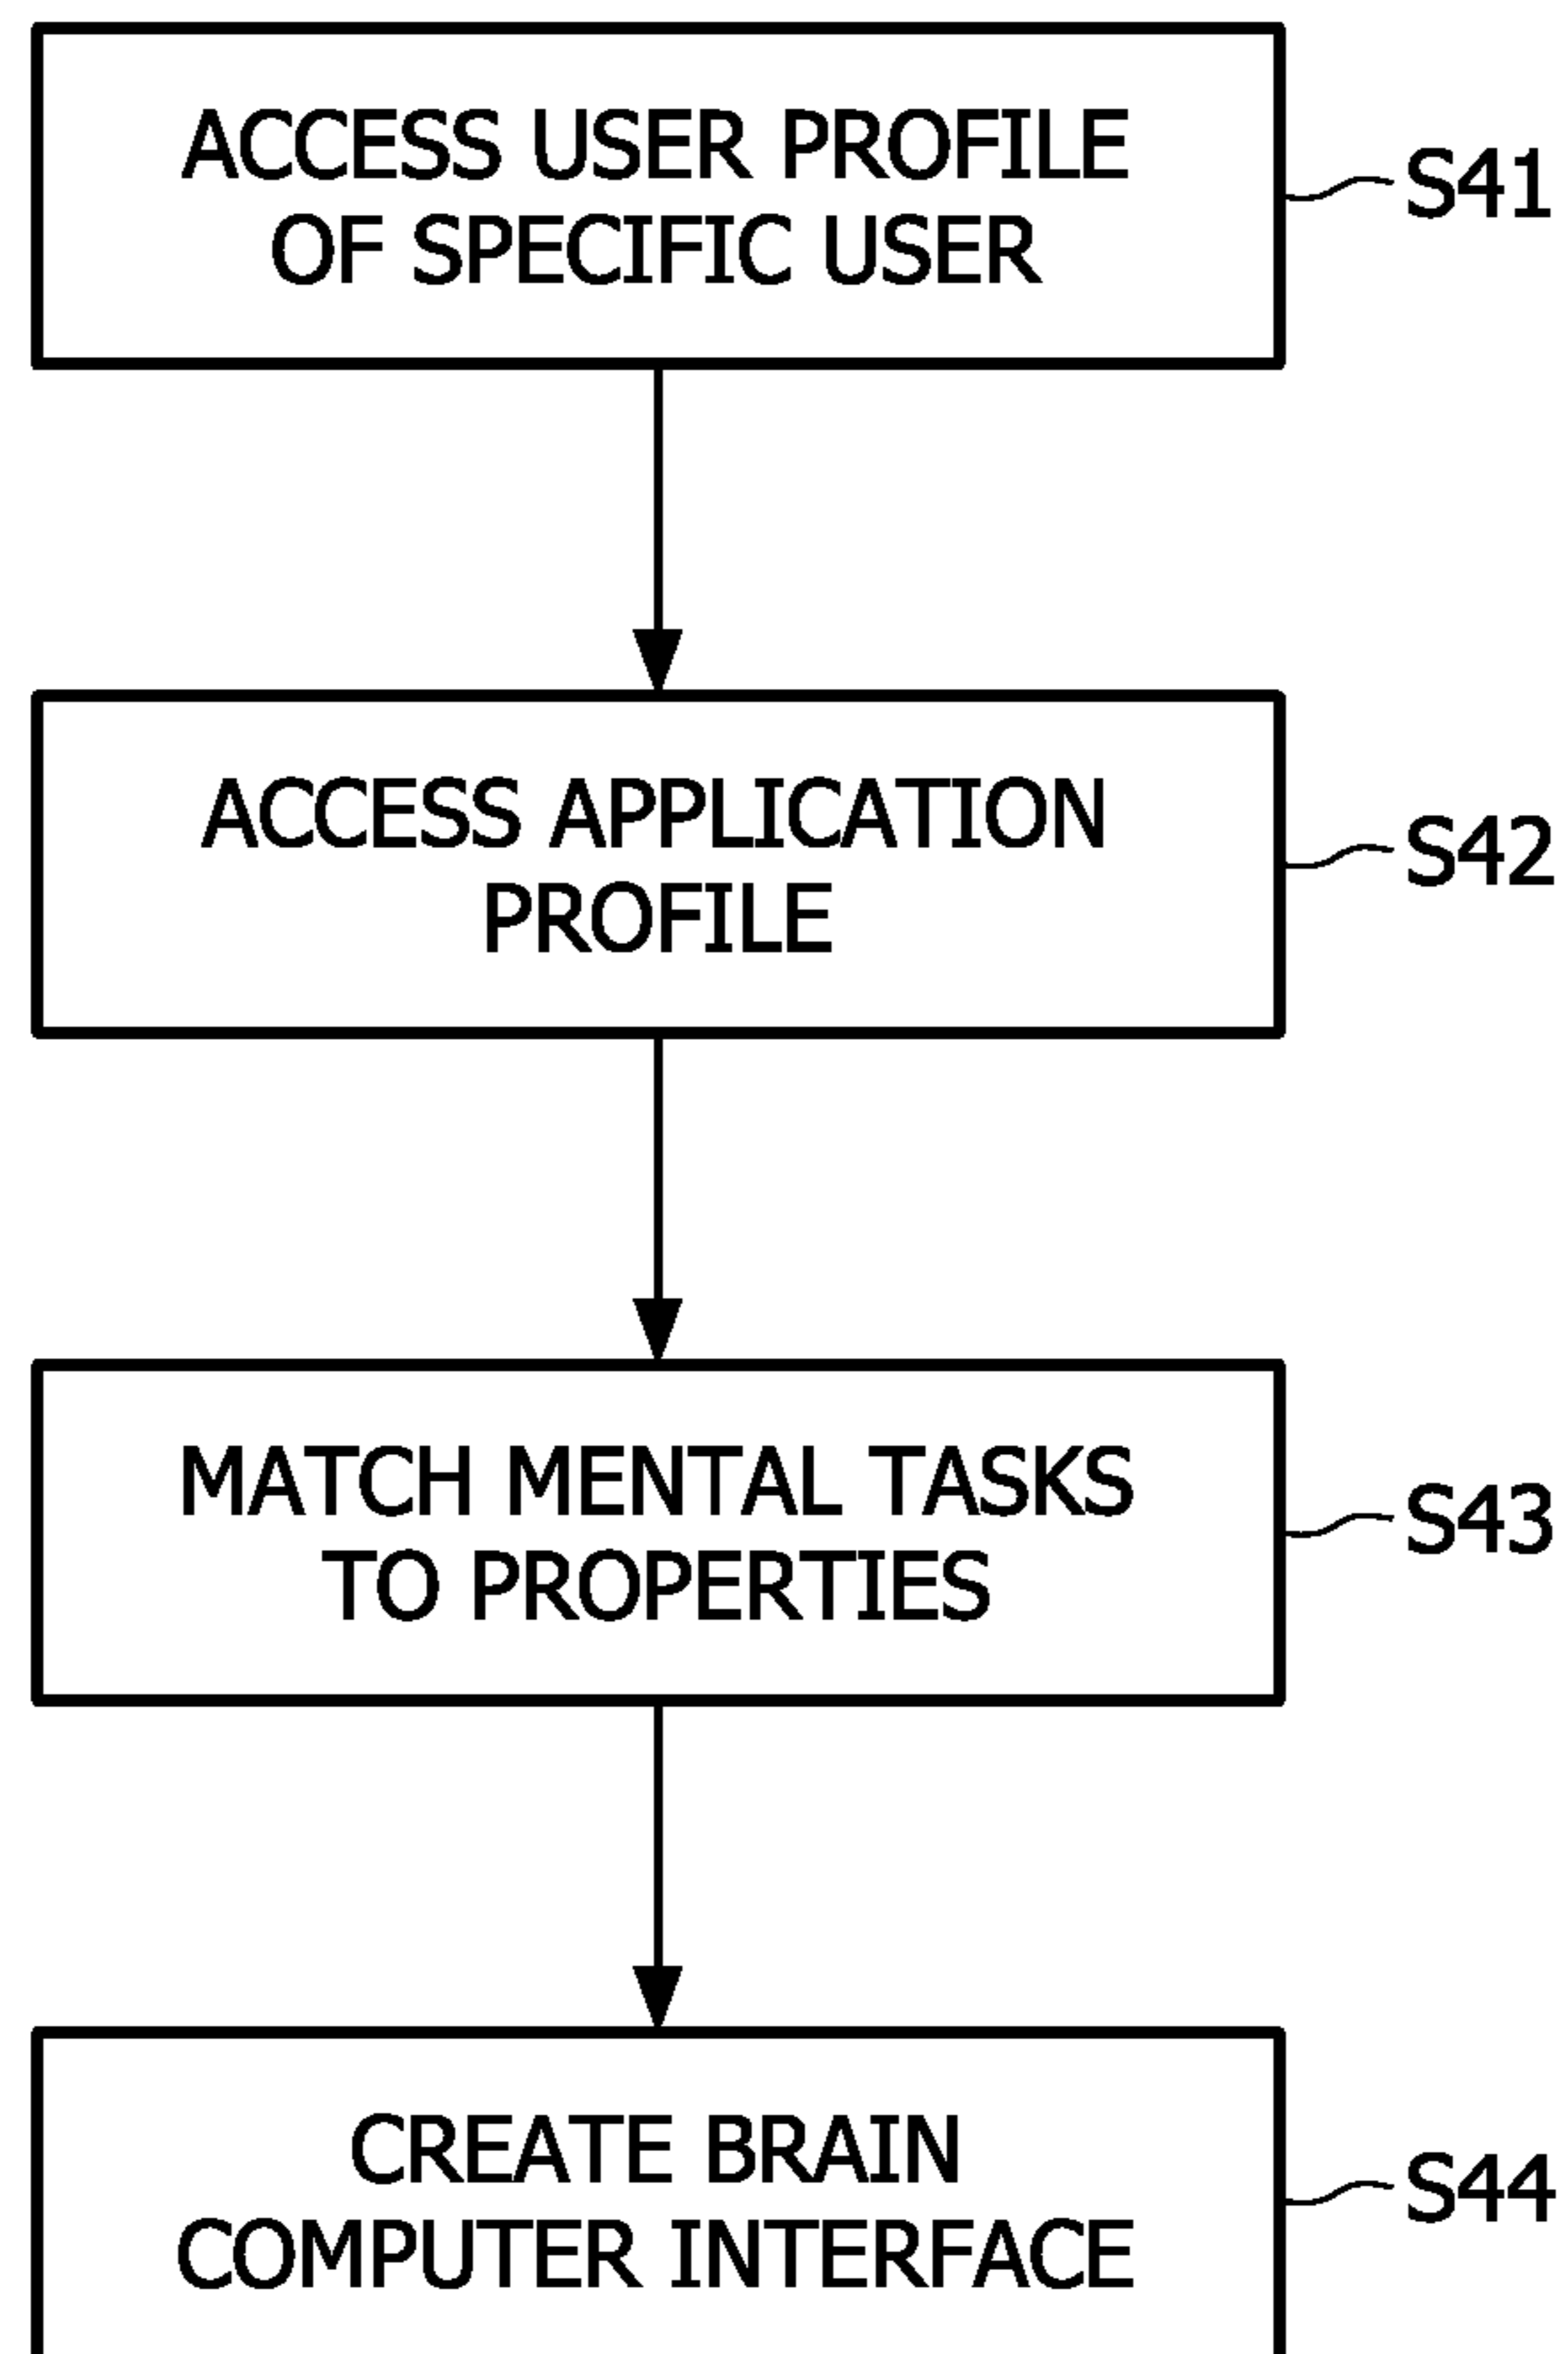 ACCESS USER PROFILE
OF SPECIFIC USER
S41
ACCESS APPLICATION
PROFILE
S42
MATCH MENTAL TASKS
TO PROPERTIES
S43
CREATE BRAIN
COMPUTER INTERFACE
S44